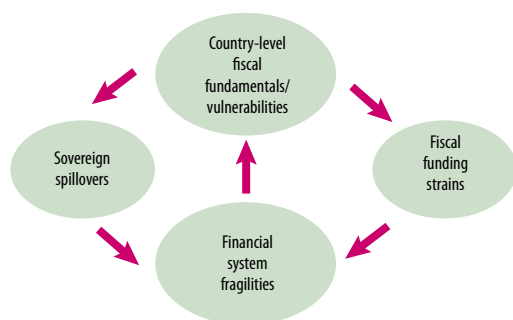 Country-level
fiscal
fundamentals/
vulnerabilities
Sovereign
spillovers
Fiscal
funding
strains
Financial
system
fragilities